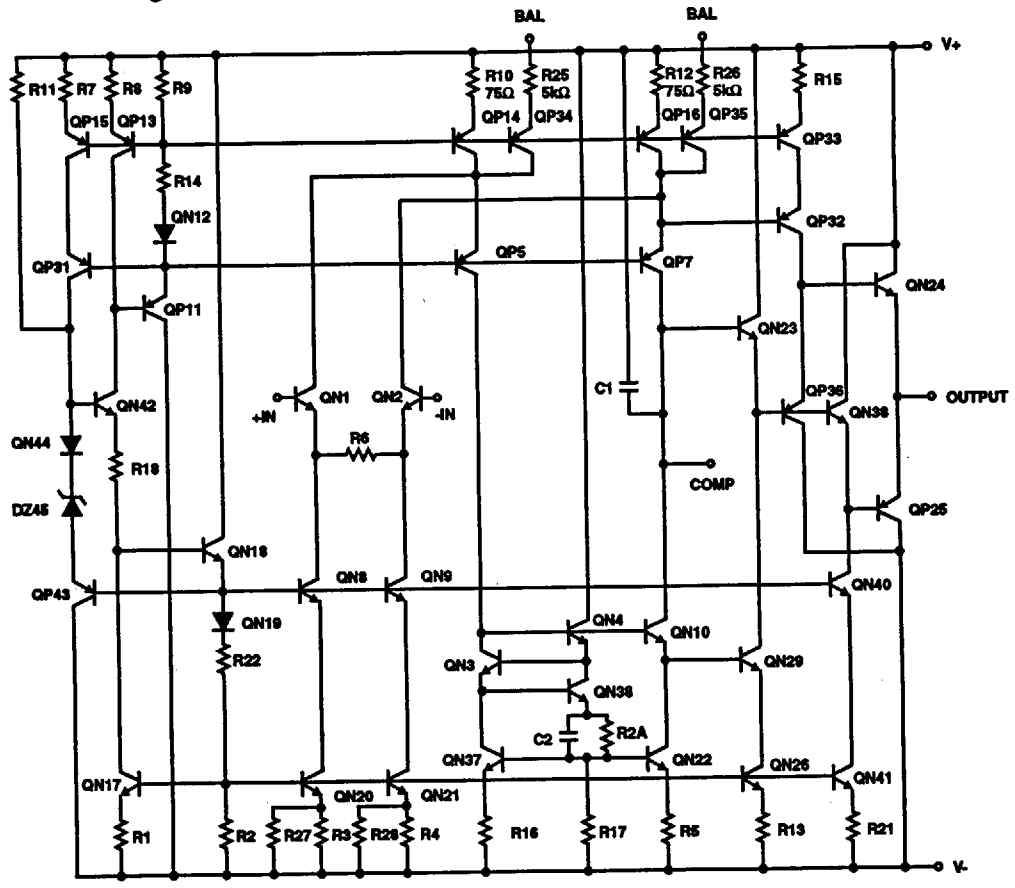 BAL
BAL
V+
R11
R7
R8
R9
R10
75Ω
R25
5kΩ
R12
75Ω
R26
5kΩ
R15
QP15
QP13
QP14
QP34
QP16
QP35
QP33
R14
QN12
QP32
QP31
QP5
QP7
QN24
QP11
QN23
C1
QP36
QN42
+IN
QN1
QN2
-IN
QN38
OUTPUT
QN44
R6
R18
COMP
DZ45
QP25
QN18
QP43
QN8
QN9
QN40
QN19
QN4
QN10
R22
QN3
QN29
QN38
C2
R2A
QN17
QN20
QN21
QN37
QN22
QN26
QN41
R1
R2
R27
R3
R28
R4
R16
R17
R5
R13
R21
V-